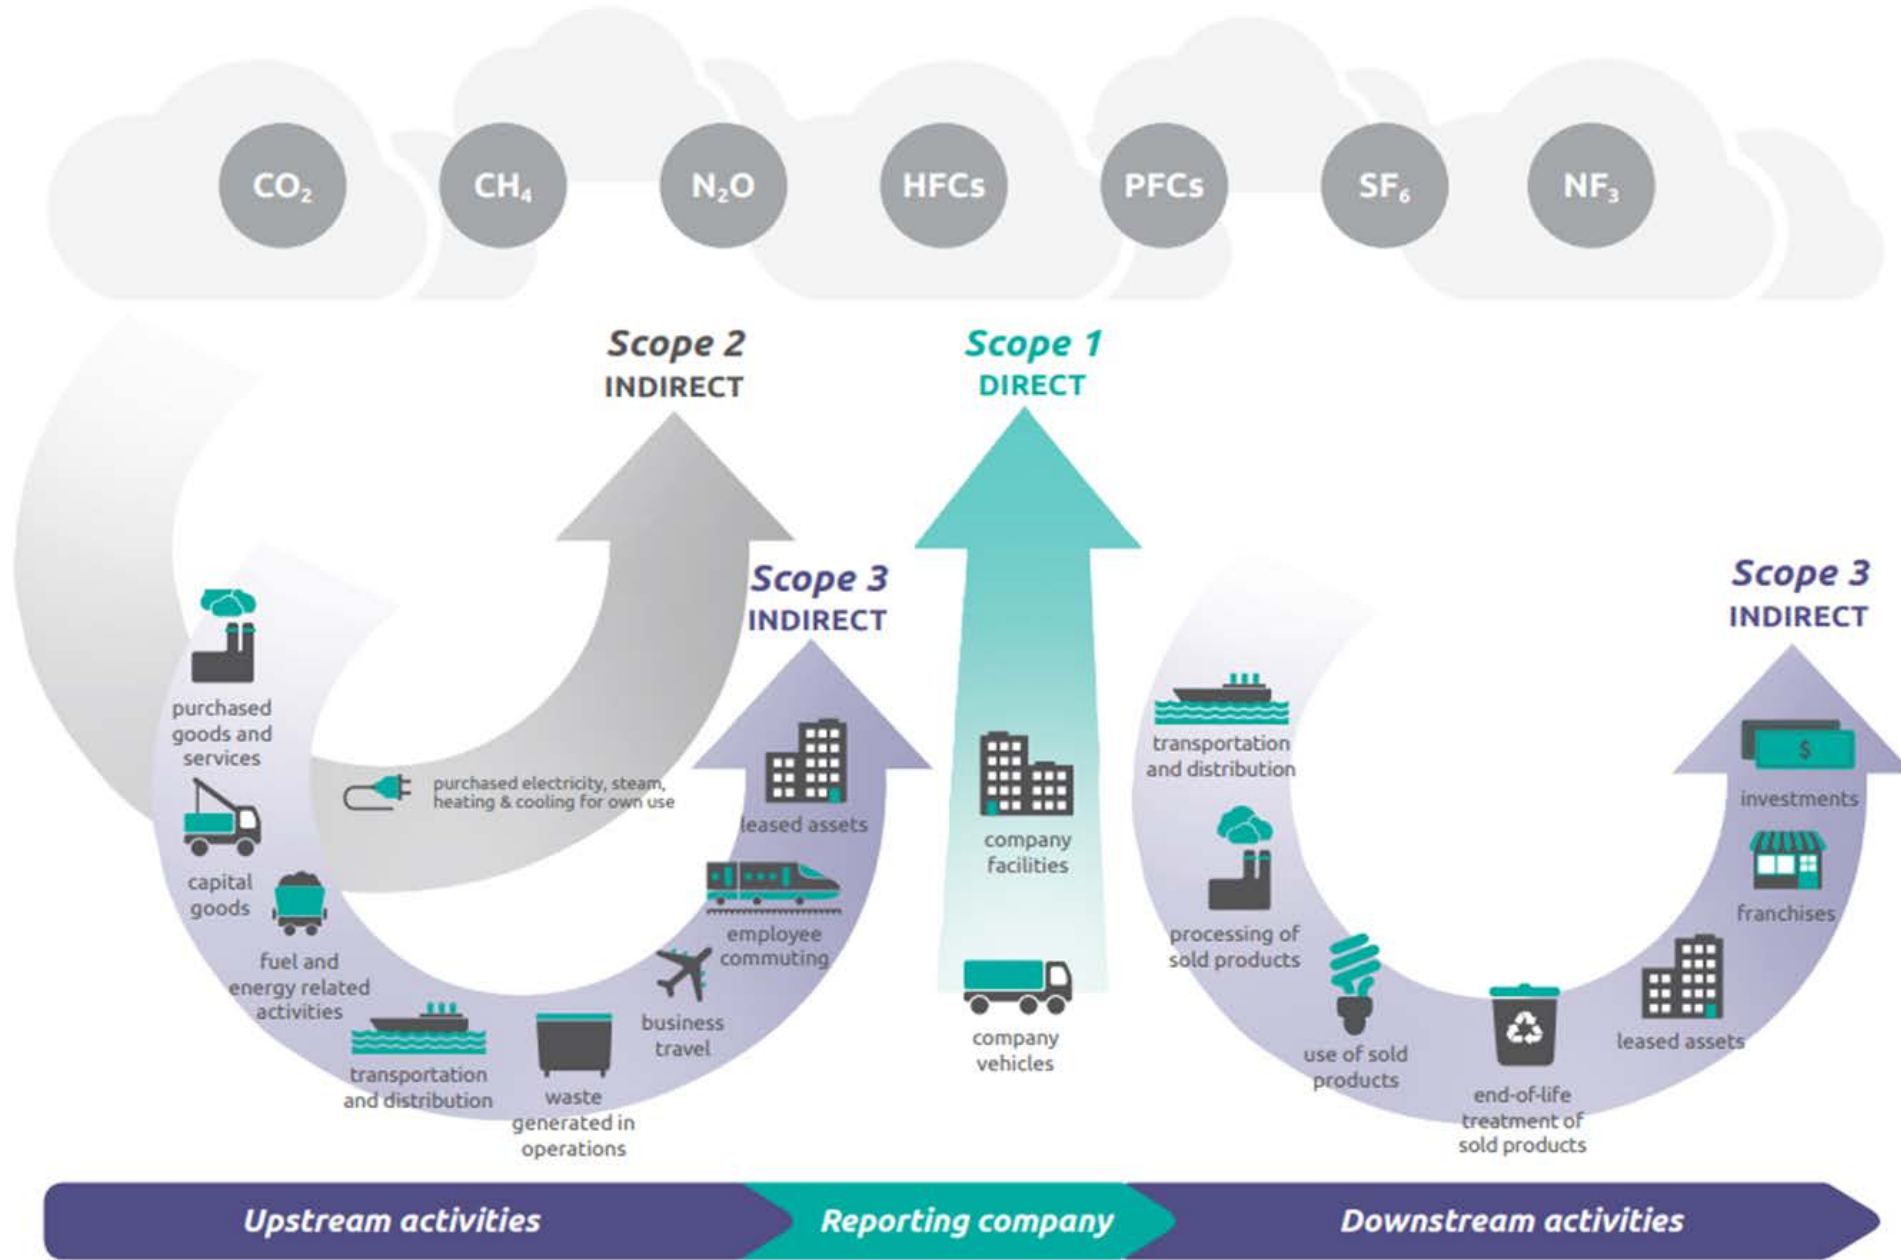 CO₂
CH₄
N₂O
HFCs
PFCs
SF₆
NF₃
Scope 2
INDIRECT
Scope 1
DIRECT
Scope 3
INDIRECT
Scope 3
INDIRECT
purchased
goods and
services
capital
goods
fuel and
energy related
activities
transportation
and distribution
waste
generated in
operations
business
travel
employee
commuting
leased assets
purchased electricity, steam,
heating & cooling for own use
company
facilities
company
vehicles
transportation
and distribution
processing of
sold products
use of sold
products
end-of-life
treatment of
sold products
leased assets
franchises
$
investments
Upstream activities
Reporting company
Downstream activities